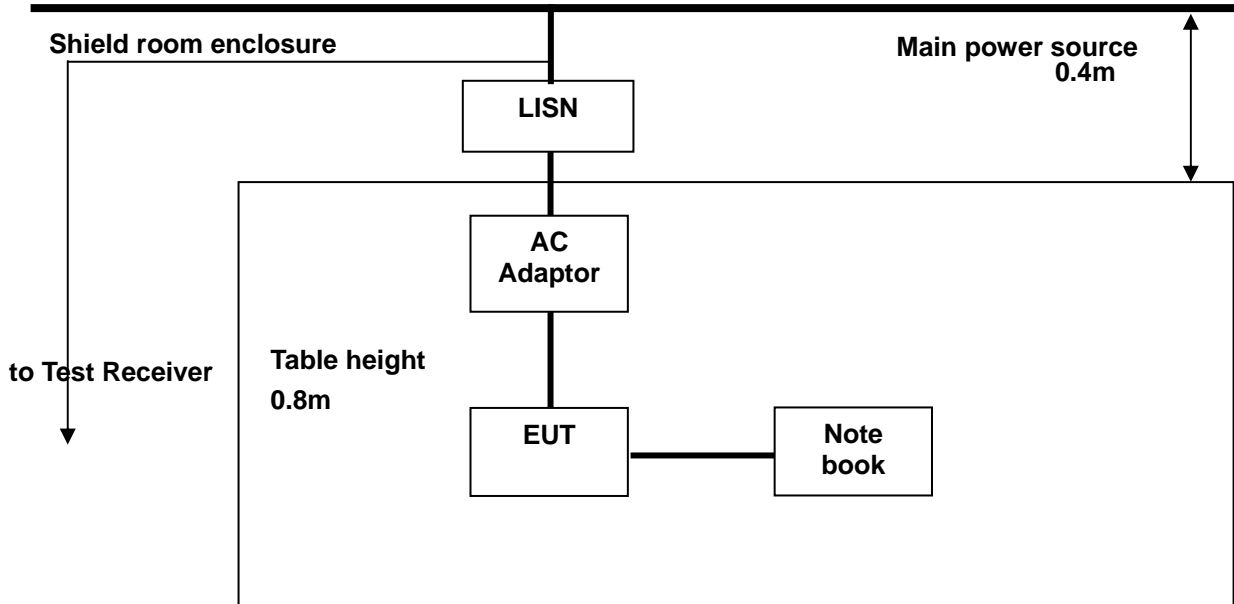 Shield room enclosure
Main power source
0.4m
LISN
AC
Adaptor
Table height
0.8m
to Test Receiver
EUT
Note
book